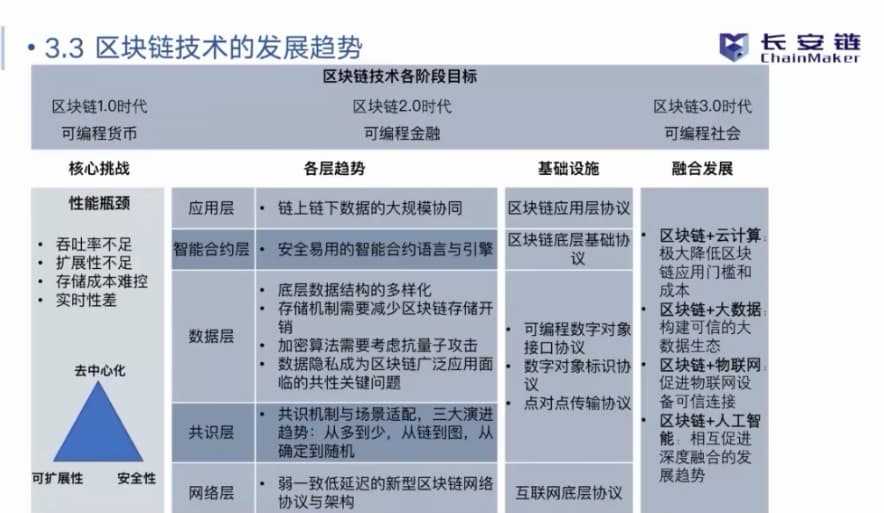 • 3.3 区块链技术的发展趋势
长安链
ChainMaker
区块链技术各阶段目标
区块链1.0时代
可编程货币
区块链2.0时代
可编程金融
区块链3.0时代
可编程社会
核心挑战
各层趋势
基础设施
融合发展
性能瓶颈
• 吞吐率不足
• 扩展性不足
• 存储成本难控
• 实时性差
去中心化
可扩展性
安全性
应用层
• 链上链下数据的大规模协同
智能合约层
• 安全易用的智能合约语言与引擎
数据层
• 底层数据结构的多样化
• 存储机制需要减少区块链存储开
销
• 加密算法需要考虑抗量子攻击
• 数据隐私成为区块链广泛应用面
临的共性关键问题
共识层
• 共识机制与场景适配，三大演进
趋势：从多到少，从链到图，从
确定到随机
网络层
• 弱一致低延迟的新型区块链网络
协议与架构
区块链应用层协议
区块链底层基础协
议
• 可编程数字对象
接口协议
• 数字对象标识协
议
• 点对点传输协议
互联网底层协议
• 区块链+云计算：
极大降低区块
链应用门槛和
成本
• 区块链+大数据：
构建可信的大
数据生态
• 区块链+物联网：
促进物联网设
备可信连接
• 区块链+人工智
能：相互促进
深度融合的发
展趋势